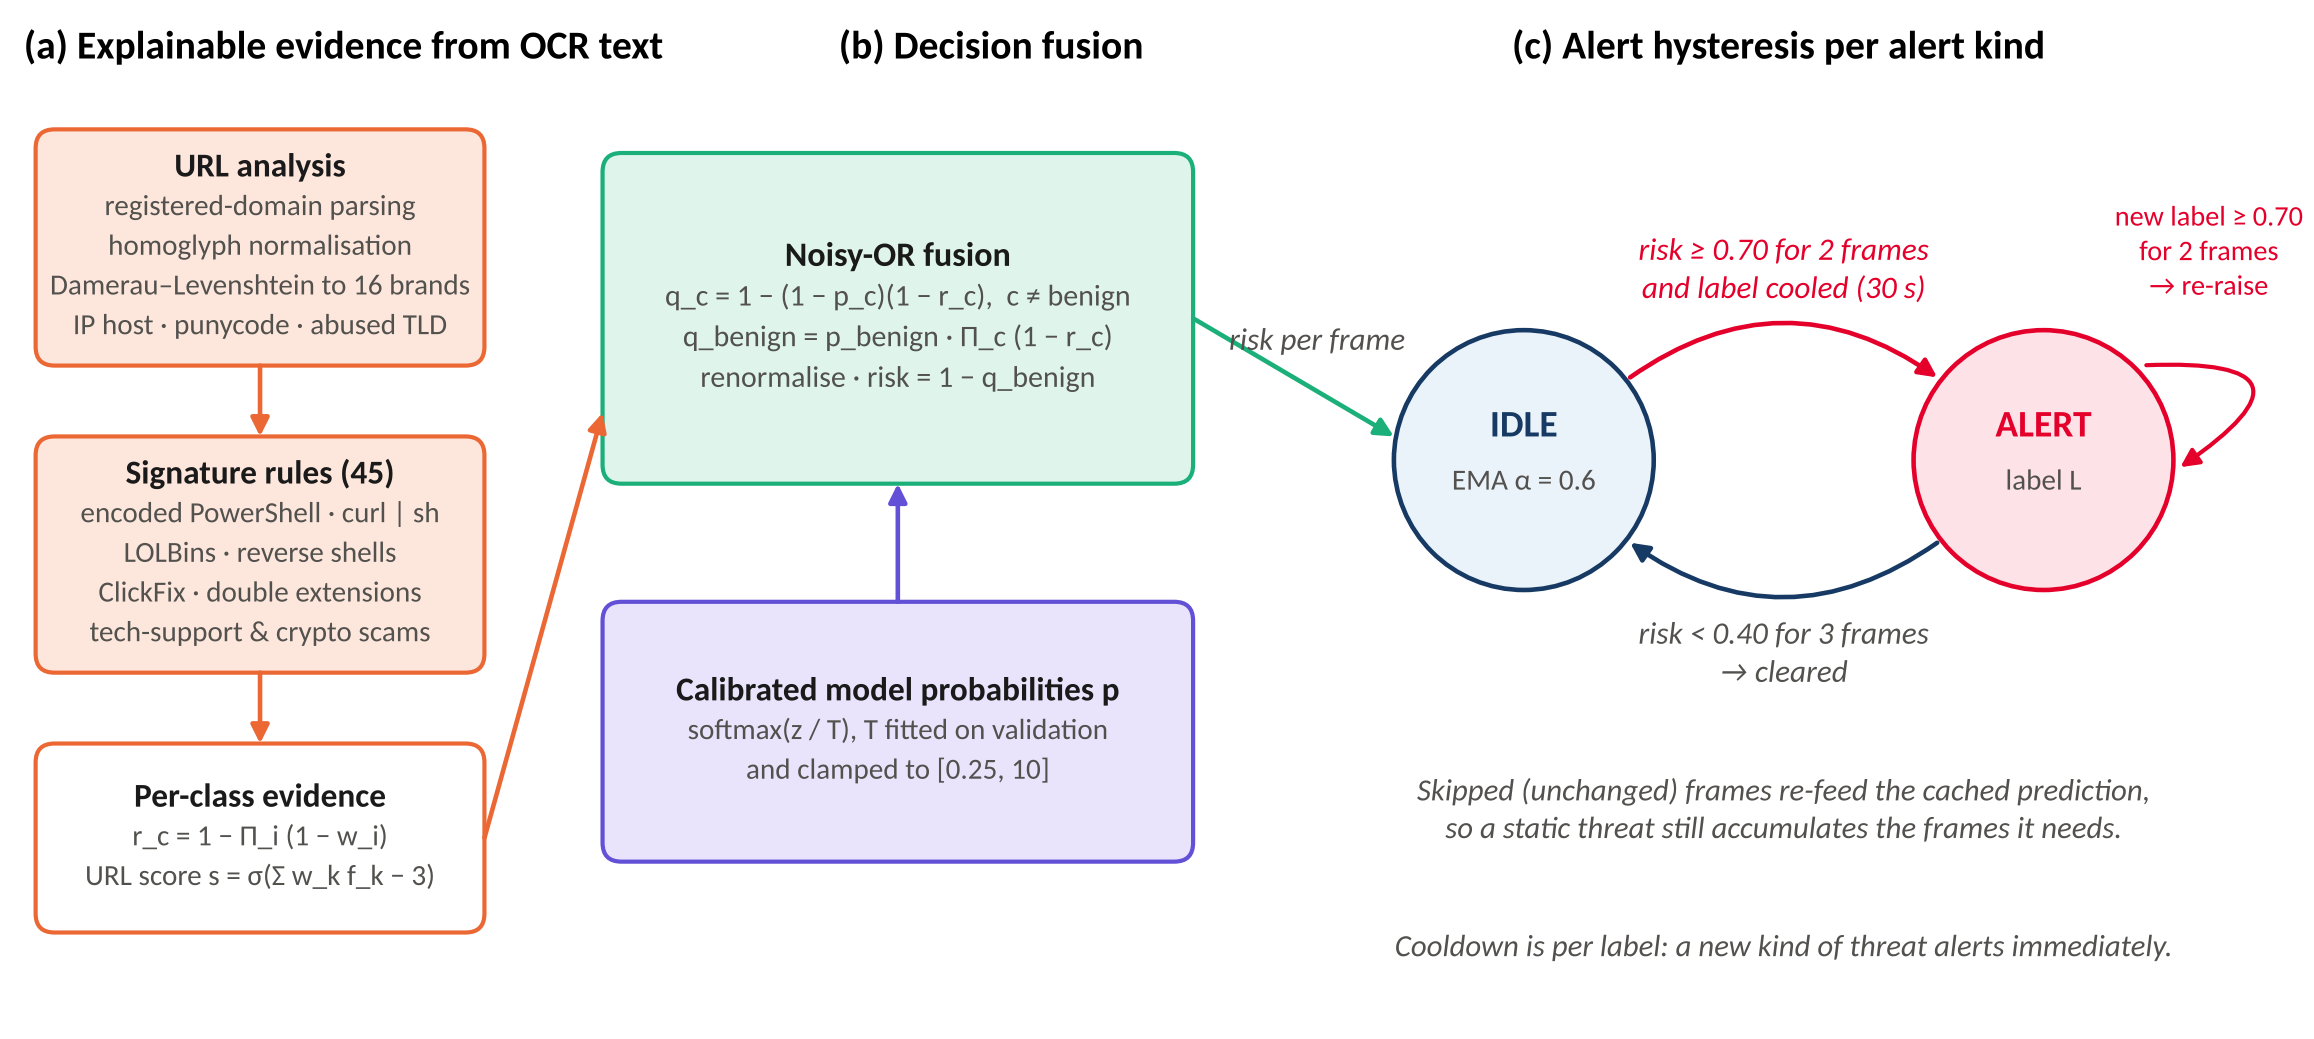 (a) Explainable evidence from OCR text
URL analysis
registered-domain parsing
homoglyph normalisation
Damerau–Levenshtein to 16 brands
IP host · punycode · abused TLD
Signature rules (45)
encoded PowerShell · curl | sh
LOLBins · reverse shells
ClickFix · double extensions
tech-support & crypto scams
Per-class evidence
r_c = 1 − Π_i (1 − w_i)
URL score s = σ(Σ w_k f_k − 3)
(b) Decision fusion
Noisy-OR fusion
q_c = 1 − (1 − p_c)(1 − r_c),  c ≠ benign
q_benign = p_benign · Π_c (1 − r_c)
renormalise · risk = 1 − q_benign
Calibrated model probabilities p
softmax(z / T), T fitted on validation
and clamped to [0.25, 10]
risk per frame
(c) Alert hysteresis per alert kind
risk ≥ 0.70 for 2 frames
and label cooled (30 s)
new label ≥ 0.70
for 2 frames
→ re-raise
IDLE
EMA α = 0.6
ALERT
label L
risk < 0.40 for 3 frames
→ cleared
Skipped (unchanged) frames re-feed the cached prediction,
so a static threat still accumulates the frames it needs.
Cooldown is per label: a new kind of threat alerts immediately.